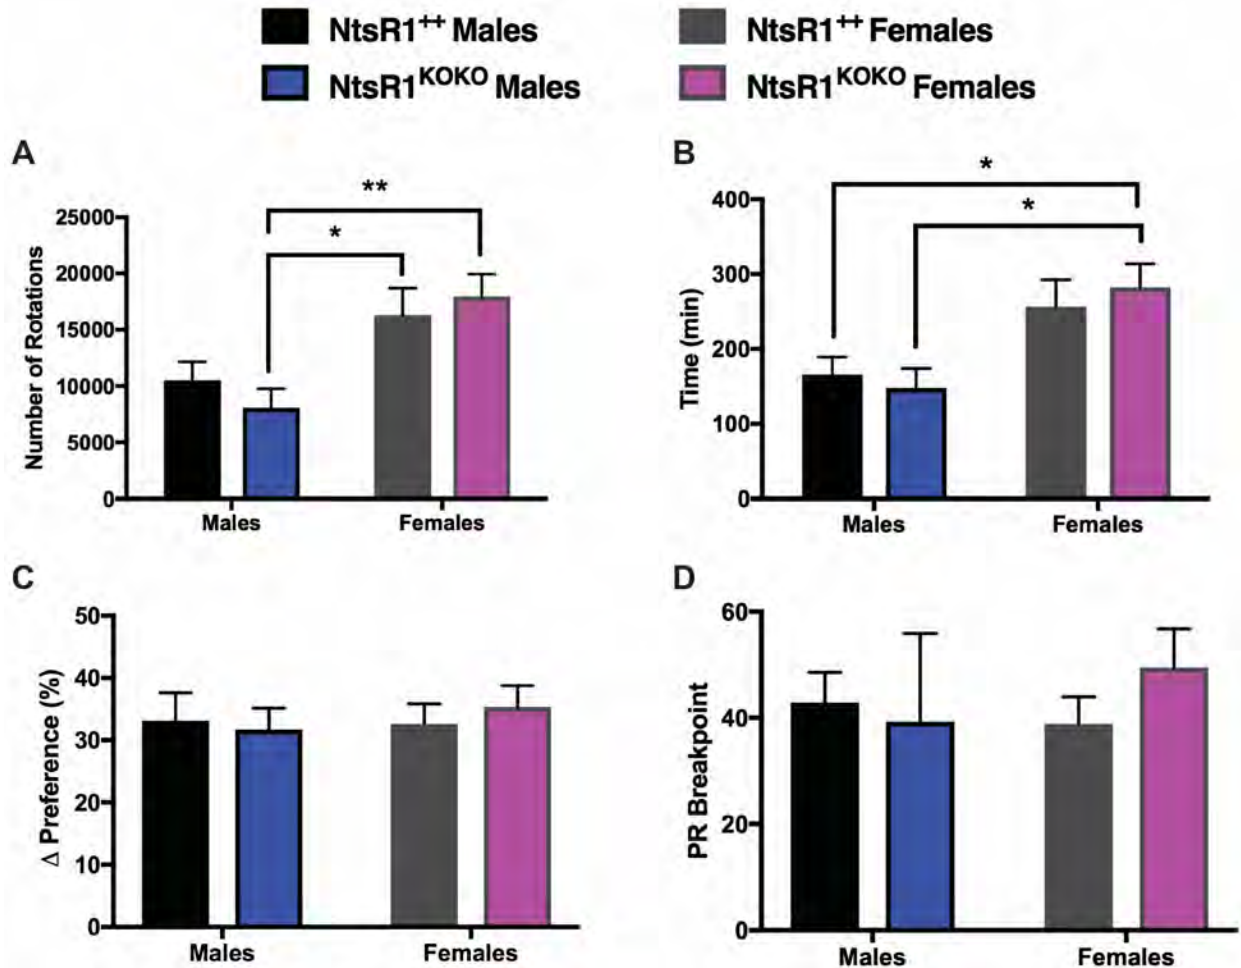 NtsR1++ Males
NtsR1++ Females
NtsR1KOKO Males
NtsR1KOKO Females
A
Number of Rotations
25000
20000
15000
10000
5000
0
**
*
Males
Females
B
Time (min)
400
300
200
100
0
*
*
Males
Females
C
Δ Preference (%)
50
40
30
20
10
0
Males
Females
D
PR Breakpoint
60
40
20
0
Males
Females